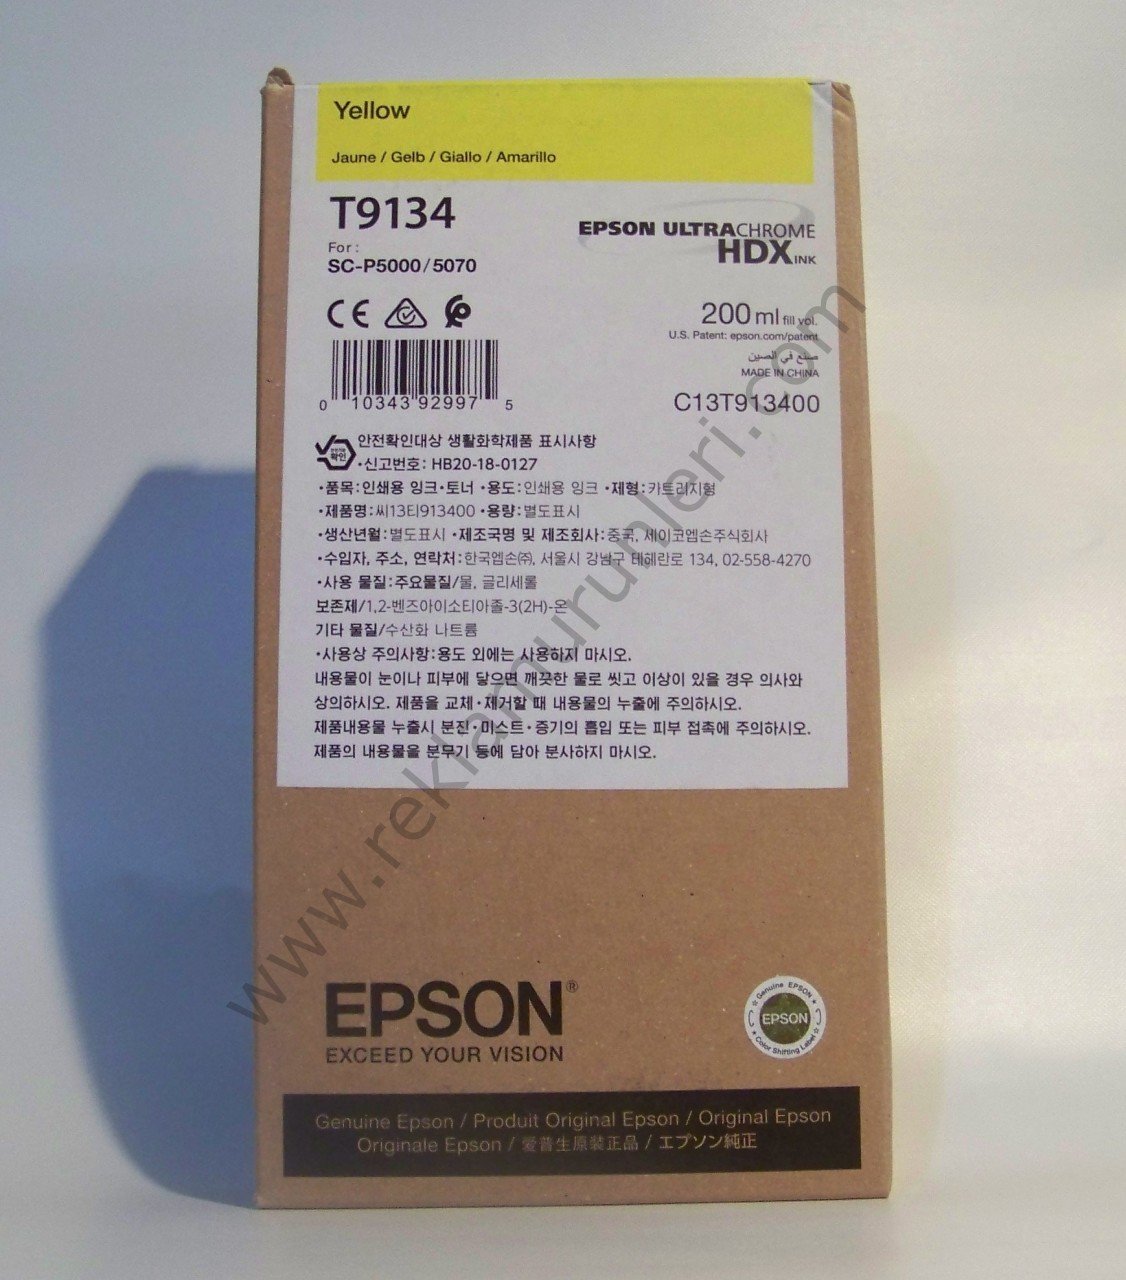 Yellow
Jaune / Gelb / Giallo / Amarillo
T9134
For :
SC-P5000/5070
EPSON ULTRACHROME
HDX INK
200 ml fill vol.
U.S. Patent: epson.com/patent
صنع في الصين
MADE IN CHINA
C13T913400
0 10343 92997 5
확인
안전확인대상 생활화학제품 표시사항
•신고번호: HB20-18-0127
•품목:인쇄용 잉크•토너 •용도:인쇄용 잉크 •제형:카트리지형
•제품명:씨13티913400 •용량:별도표시
•생산년월:별도표시 •제조국명 및 제조회사:중국, 세이코엡손주식회사
•수입자, 주소, 연락처:한국엡손㈜, 서울시 강남구 테헤란로 134, 02-558-4270
•사용 물질:주요물질/물, 글리세롤
보존제/1,2-벤즈아이소티아졸-3(2H)-온
기타 물질/수산화 나트륨
•사용상 주의사항:용도 외에는 사용하지 마시오.
내용물이 눈이나 피부에 닿으면 깨끗한 물로 씻고 이상이 있을 경우 의사와
상의하시오. 제품을 교체•제거할 때 내용물의 누출에 주의하시오.
제품내용물 누출시 분진•미스트•증기의 흡입 또는 피부 접촉에 주의하시오.
제품의 내용물을 분무기 등에 담아 분사하지 마시오.
www.reklamurunleri.com
EPSON®
EXCEED YOUR VISION
Genuine EPSON
EPSON
Color Shifting Label
Genuine Epson / Produit Original Epson / Original Epson
Originale Epson / 愛普生原裝正品 / エプソン純正